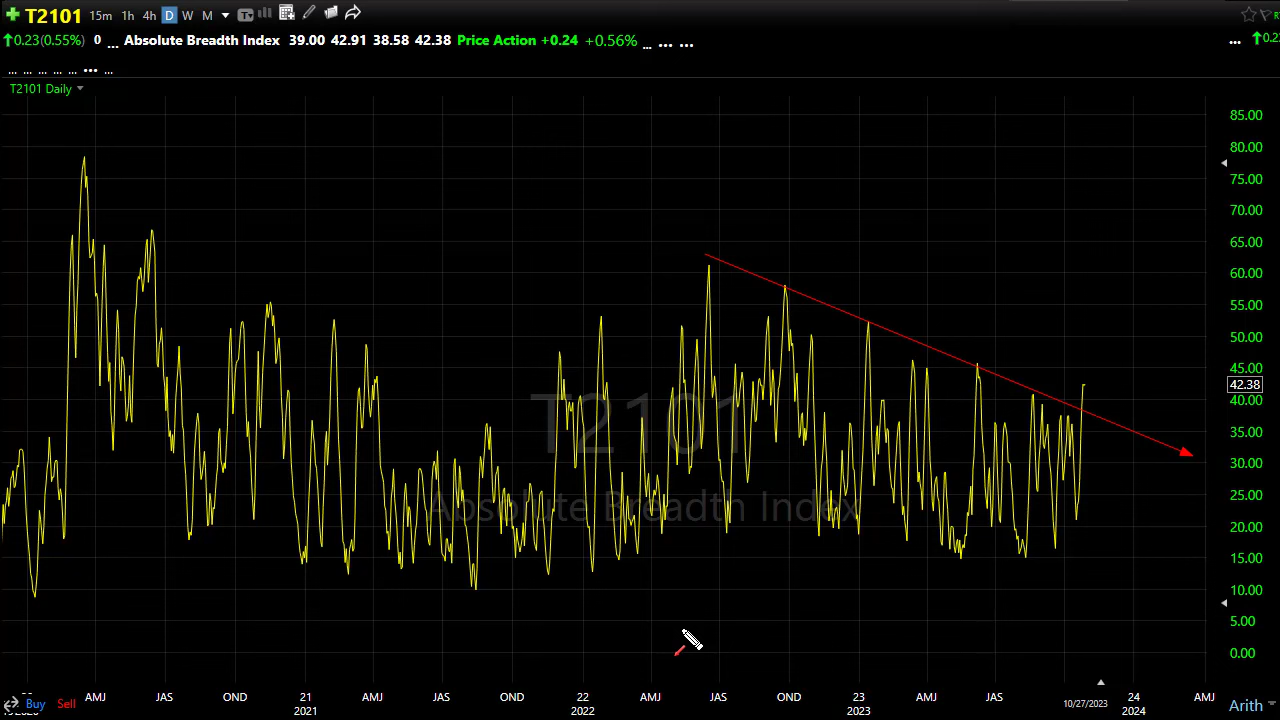 T2101 15m 1h 4h D W M
0.23(0.55%) 0 ... Absolute Breadth Index 39.00 42.91 38.58 42.38 Price Action +0.24 +0.56% ... ... ...
... ... ... ... ... ... ...
T2101 Daily
85.00
80.00
75.00
70.00
65.00
60.00
55.00
50.00
45.00
42.38
40.00
35.00
30.00
25.00
20.00
15.00
10.00
5.00
0.00
T2101
Absolute Breadth Index
AMJ JAS OND 21 AMJ JAS OND 22 AMJ JAS OND 23 AMJ JAS 24 AMJ
Buy Sell 2021 2022 2023 10/27/2023 2024 Arith